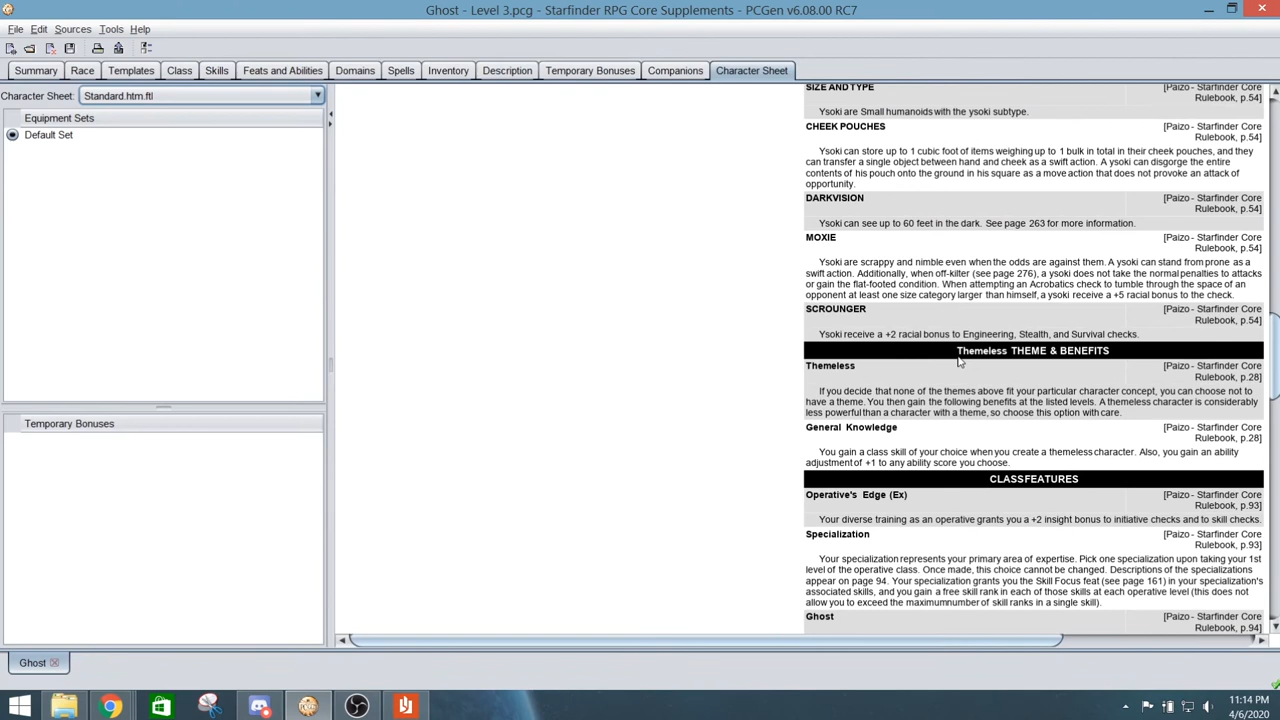 Ghost - Level 3.pcg - Starfinder RPG Core Supplements - PCGen v6.08.00 RC7
File Edit Sources Tools Help
Summary Race Templates Class Skills Feats and Abilities Domains Spells Inventory Description Temporary Bonuses Companions Character Sheet
Character Sheet: Standard.htm.ftl
Equipment Sets
Default Set
Temporary Bonuses
SIZE AND TYPE [Paizo - Starfinder Core
Rulebook, p.54]
Ysoki are Small humanoids with the ysoki subtype.
CHEEK POUCHES [Paizo - Starfinder Core
Rulebook, p.54]
Ysoki can store up to 1 cubic foot of items weighing up to 1 bulk in total in their cheek pouches, and they
can transfer a single object between hand and cheek as a swift action. A ysoki can disgorge the entire
contents of his pouch onto the ground in his square as a move action that does not provoke an attack of
opportunity.
DARKVISION [Paizo - Starfinder Core
Rulebook, p.54]
Ysoki can see up to 60 feet in the dark. See page 263 for more information.
MOXIE [Paizo - Starfinder Core
Rulebook, p.54]
Ysoki are scrappy and nimble even when the odds are against them. A ysoki can stand from prone as a
swift action. Additionally, when off-kilter (see page 276), a ysoki does not take the normal penalties to attacks
or gain the flat-footed condition. When attempting an Acrobatics check to tumble through the space of an
opponent at least one size category larger than himself, a ysoki receive a +5 racial bonus to the check.
SCROUNGER [Paizo - Starfinder Core
Rulebook, p.54]
Ysoki receive a +2 racial bonus to Engineering, Stealth, and Survival checks.
Themeless THEME & BENEFITS
Themeless [Paizo - Starfinder Core
Rulebook, p.28]
If you decide that none of the themes above fit your particular character concept, you can choose not to
have a theme. You then gain the following benefits at the listed levels. A themeless character is considerably
less powerful than a character with a theme, so choose this option with care.
General Knowledge [Paizo - Starfinder Core
Rulebook, p.28]
You gain a class skill of your choice when you create a themeless character. Also, you gain an ability
adjustment of +1 to any ability score you choose.
CLASS FEATURES
Operative's Edge (Ex) [Paizo - Starfinder Core
Rulebook, p.93]
Your diverse training as an operative grants you a +2 insight bonus to initiative checks and to skill checks.
Specialization [Paizo - Starfinder Core
Rulebook, p.93]
Your specialization represents your primary area of expertise. Pick one specialization upon taking your 1st
level of the operative class. Once made, this choice cannot be changed. Descriptions of the specializations
appear on page 94. Your specialization grants you the Skill Focus feat (see page 161) in your specialization's
associated skills, and you gain a free skill rank in each of those skills at each operative level (this does not
allow you to exceed the maximum number of skill ranks in a single skill).
Ghost [Paizo - Starfinder Core
Rulebook, p.94]
Ghost
11:14 PM
4/6/2020